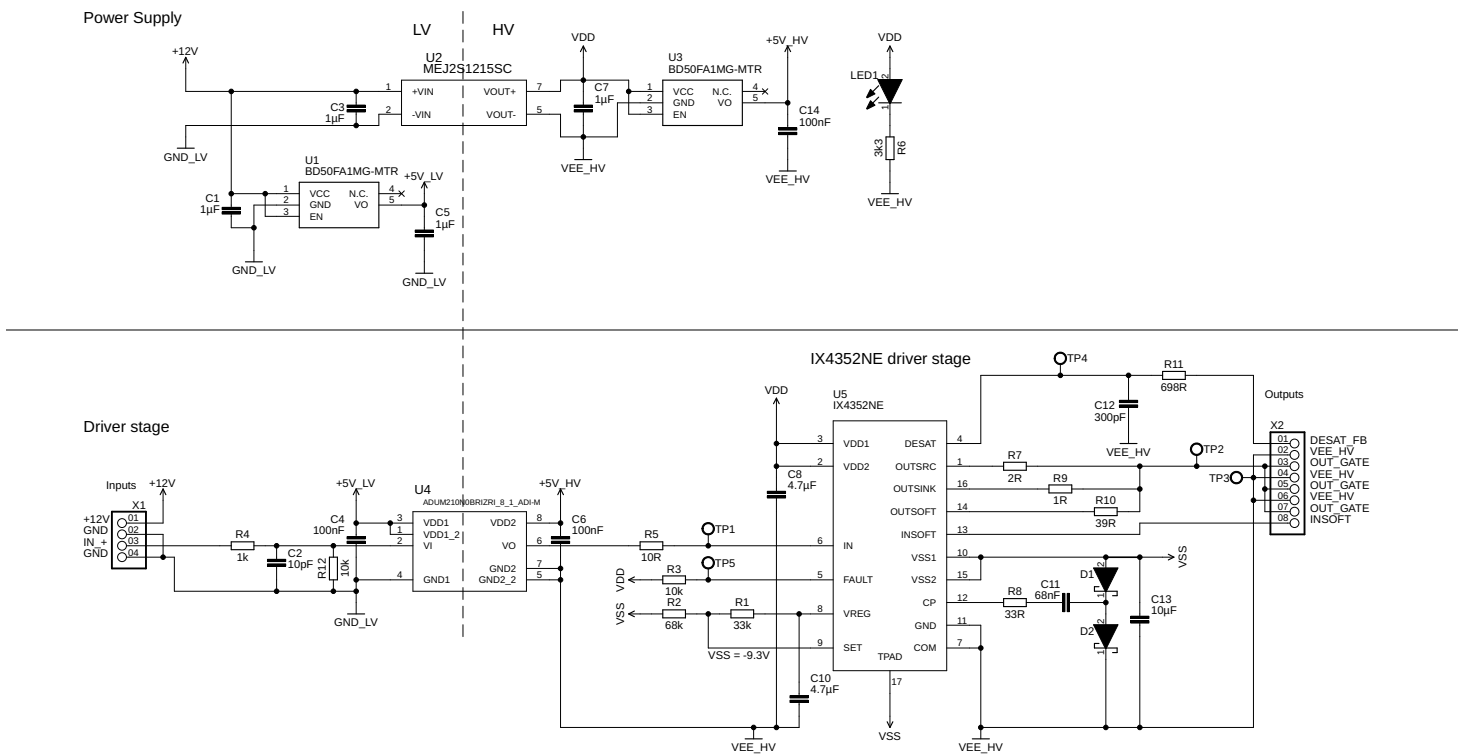 Power Supply
LV HV
+12V
U2
MEJ2S1215SC
1 +VIN VOUT+ 7
2 -VIN VOUT- 5
C3
1µF
GND_LV
VDD
C7
1µF
VEE_HV
U3
BD50FA1MG-MTR
1 VCC N.C. 4
2 GND VO 5
3 EN
+5V_HV
C14
100nF
VEE_HV
VDD
LED1
2
1
3k3
R6
VEE_HV
U1
BD50FA1MG-MTR
1 VCC N.C. 4
2 GND VO 5
3 EN
C1
1µF
GND_LV
+5V_LV
C5
1µF
GND_LV
Driver stage
IX4352NE driver stage
Inputs
X1
+12V
+12V 01
GND 02
IN_+ 03
GND 04
R4
1k
C2
10pF
R12
10k
+5V_LV
C4
100nF
GND_LV
U4
ADUM210N0BRIZRI_8_1_ADI-M
3 VDD1 VDD2 8
1 VDD1_2
2 VI VO 6
GND2 7
4 GND1 GND2_2 5
+5V_HV
C6
100nF
R5
10R
TP1
TP5
VDD
R3
10k
VSS
R2
68k
R1
33k
VSS = -9.3V
C10
4.7µF
VEE_HV
VDD
C8
4.7µF
U5
IX4352NE
3 VDD1 DESAT 4
2 VDD2 OUTSRC 1
OUTSINK 16
OUTSOFT 14
INSOFT 13
6 IN VSS1 10
5 FAULT VSS2 15
CP 12
8 VREG GND 11
9 SET COM 7
TPAD
17
VSS
TP4
C12
300pF
VEE_HV
R11
698R
R7
2R
R9
1R
R10
39R
TP2
TP3
VSS
R8
33R
C11
68nF
D1
2
1
D2
2
1
C13
10µF
VEE_HV
Outputs
X2
01 DESAT_FB
02 VEE_HV
03 OUT_GATE
04 VEE_HV
05 OUT_GATE
06 VEE_HV
07 OUT_GATE
08 INSOFT